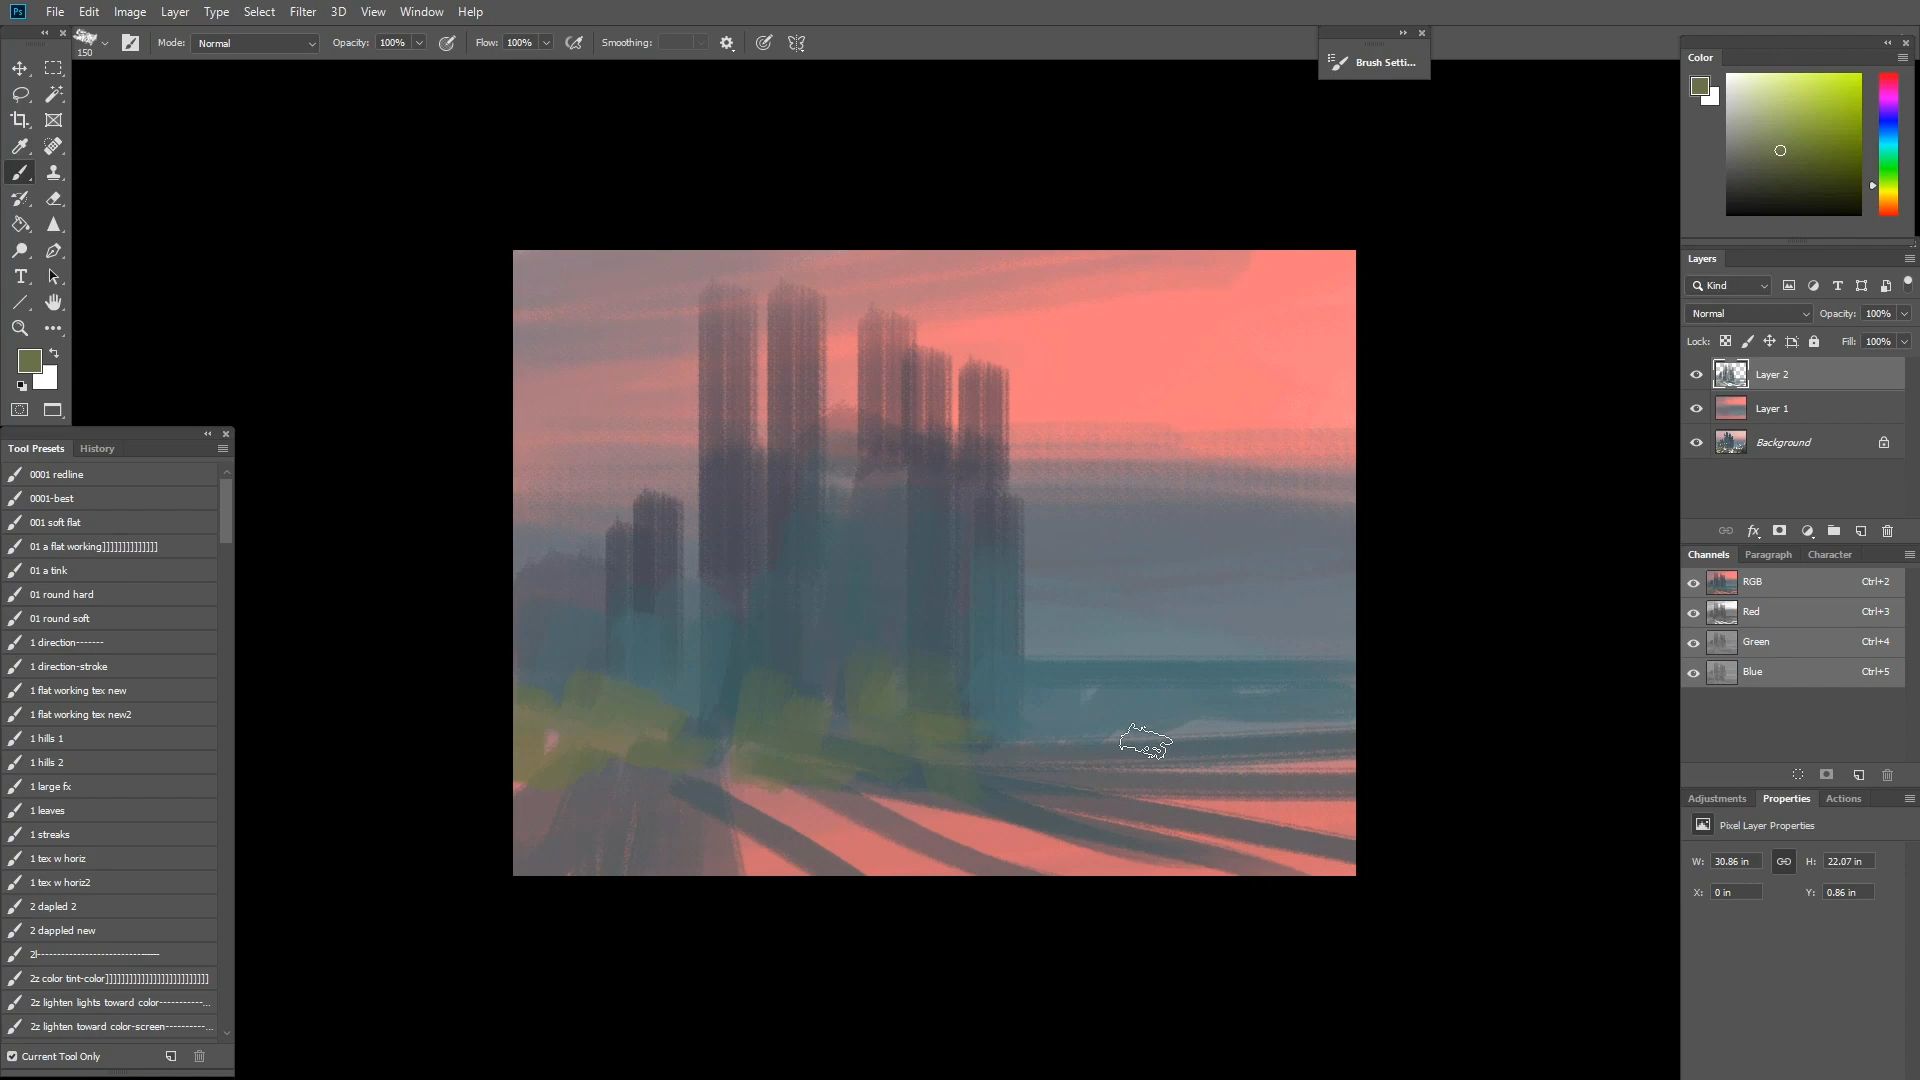 Ps File Edit Image Layer Type Select Filter 3D View Window Help
150 Mode: Normal Opacity: 100% Flow: 100% Smoothing:
Brush Setti...
Tool Presets History
0001 redline
0001-best
001 soft flat
01 a flat working]]]]]]]]]]]]]]
01 a tink
01 round hard
01 round soft
1 direction-------
1 direction-stroke
1 flat working tex new
1 flat working tex new2
1 hills 1
1 hills 2
1 large fx
1 leaves
1 streaks
1 tex w horiz
1 tex w horiz2
2 dapled 2
2 dappled new
2z color tint-color]]]]]]]]]]]]]]]]]]]]]]]]]]
2z lighten lights toward color-----------...
2z lighten toward color-screen----------...
Current Tool Only
Color
Layers
Kind
Normal Opacity: 100%
Lock: Fill: 100%
Layer 2
Layer 1
Background
fx
Channels Paragraph Character
RGB Ctrl+2
Red Ctrl+3
Green Ctrl+4
Blue Ctrl+5
Adjustments Properties Actions
Pixel Layer Properties
W: 30.86 in H: 22.07 in
X: 0 in Y: 0.86 in